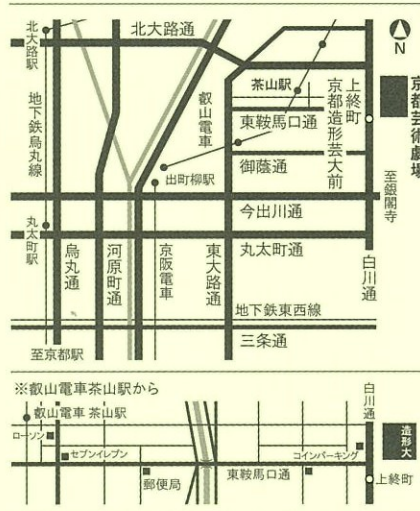 北大路通
北大路駅
N
地下鉄烏丸線
叡山電車
茶山駅
上終町
京都造形芸大前
京都芸術劇場
東鞍馬口通
御蔭通
出町柳駅
至銀閣寺
今出川通
丸太町駅
丸太町通
烏丸通
河原町通
京阪電車
東大路通
白川通
地下鉄東西線
三条通
至京都駅
※叡山電車茶山駅から
叡山電車 茶山駅
白川通
ローソン
セブンイレブン
造形大
コインパーキング
郵便局
東鞍馬口通
上終町